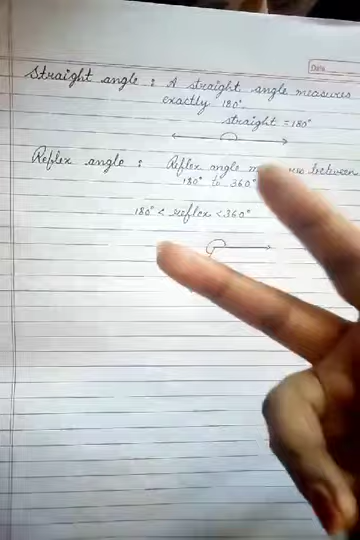 Date
Straight angle : A straight angle measures
exactly 180°.
straight = 180°
Reflex angle : Reflex angle between
180° to 360°
180° < reflex < 360°